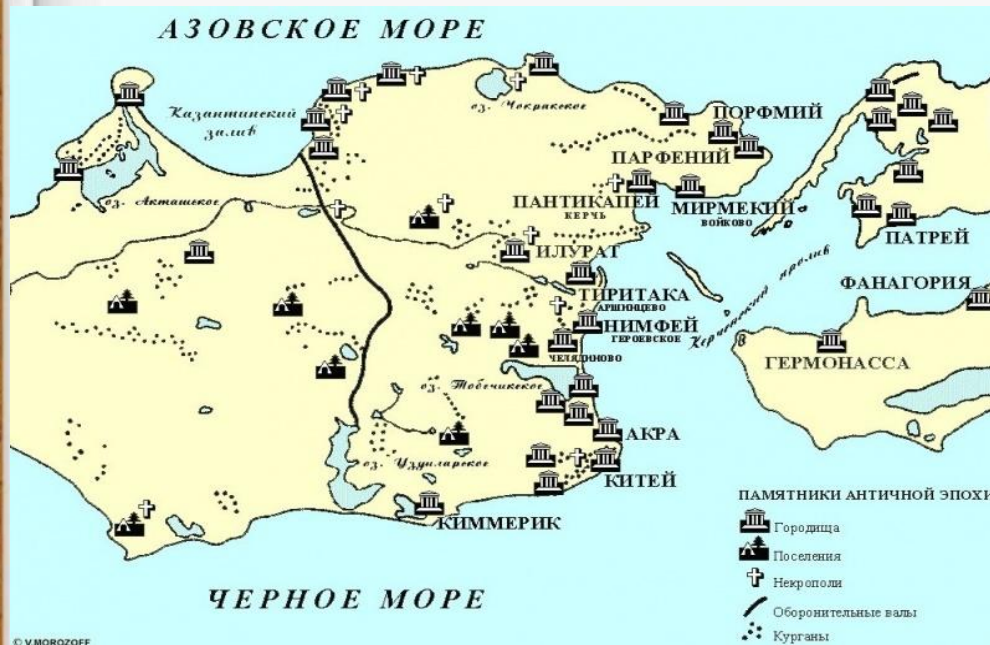 АЗОВСКОЕ МОРЕ
Казантипский
залив
оз. Чокракское
ПОРФМИЙ
ПАРФЕНИЙ
оз. Акташское
ПАНТИКАПЕЙ
КЕРЧЬ
МИРМЕКИЙ
ВОЙКОВО
ПАТРЕЙ
ИЛУРАТ
ТИРИТАКА
АРШИНЦЕВО
ФАНАГОРИЯ
НИМФЕЙ
ГЕРОЕВСКОЕ
Керченский пролив
ЧЕЛЯДИНОВО
ГЕРМОНАССА
оз. Тобечикское
АКРА
оз. Узунларское
КИТЕЙ
КИММЕРИК
ПАМЯТНИКИ АНТИЧНОЙ ЭПОХИ
Городища
Поселения
Некрополи
Оборонительные валы
Курганы
ЧЕРНОЕ МОРЕ
© V.MOROZOFF